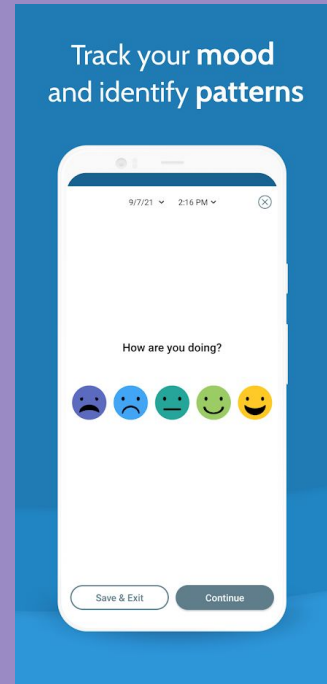 Track your mood
and identify patterns
9/7/21 2:16 PM
How are you doing?
Save & Exit Continue